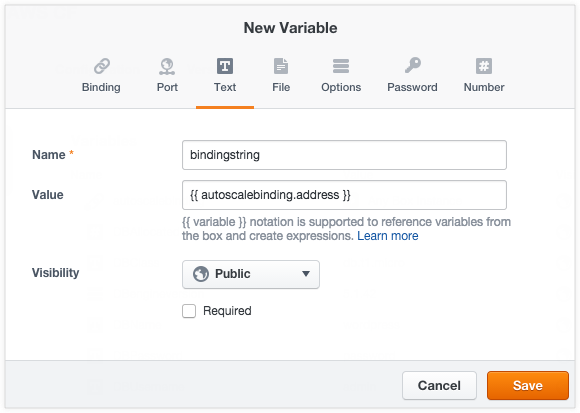 New Variable
Binding Port Text File Options Password Number
Name *
bindingstring
Value
{{ autoscalebinding.address }}
{{ variable }} notation is supported to reference variables from
the box and create expressions. Learn more
Visibility
Public
Required
Cancel Save